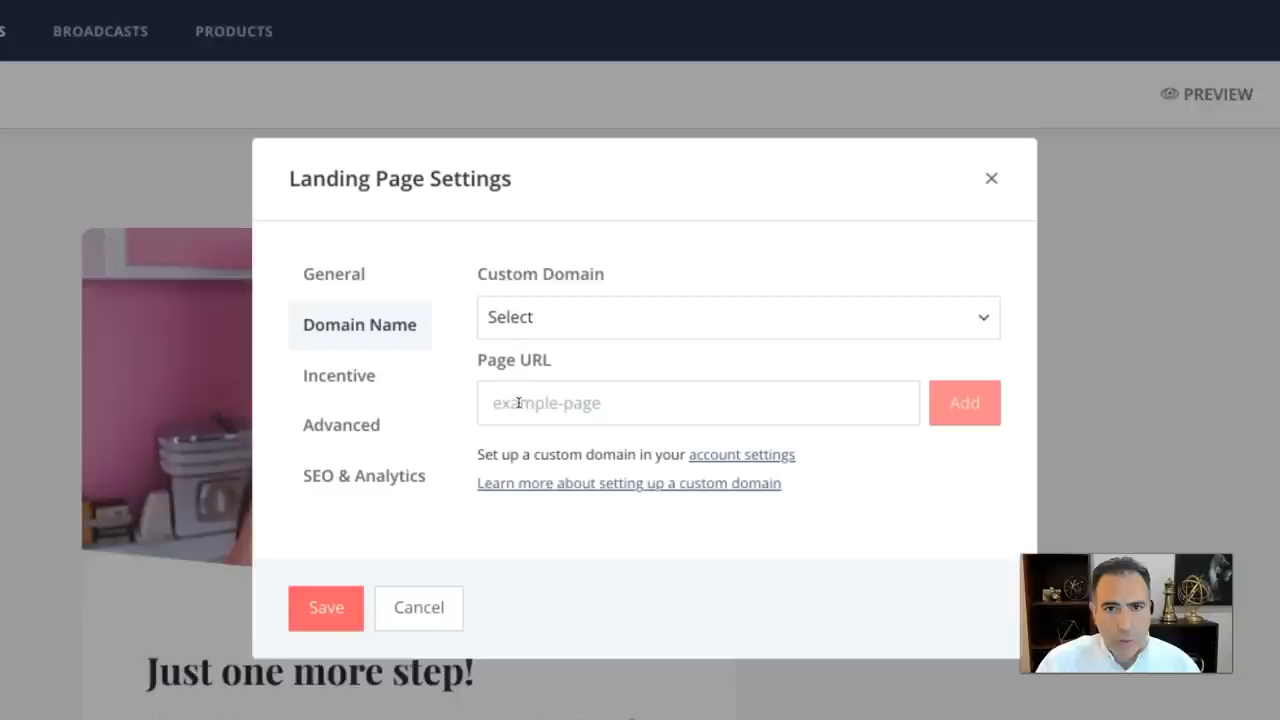 S
BROADCASTS
PRODUCTS
PREVIEW
Landing Page Settings
×
General
Domain Name
Incentive
Advanced
SEO & Analytics
Custom Domain
Select
Page URL
example-page
Add
Set up a custom domain in your account settings
Learn more about setting up a custom domain
Save
Cancel
Just one more step!